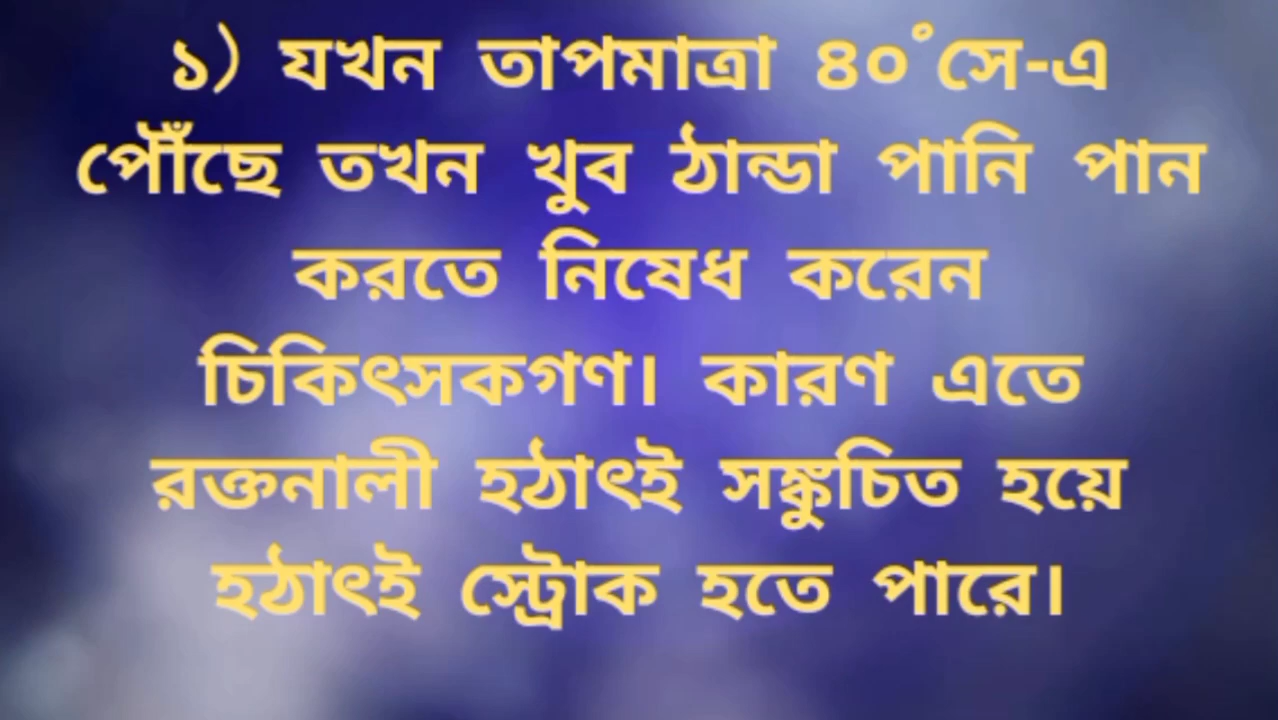 ১) যখন তাপমাত্রা ৪০°সে-এ
পৌঁছে তখন খুব ঠান্ডা পানি পান
করতে নিষেধ করেন
চিকিৎসকগণ। কারণ এতে
রক্তনালী হঠাৎই সঙ্কুচিত হয়ে
হঠাৎই স্ট্রোক হতে পারে।